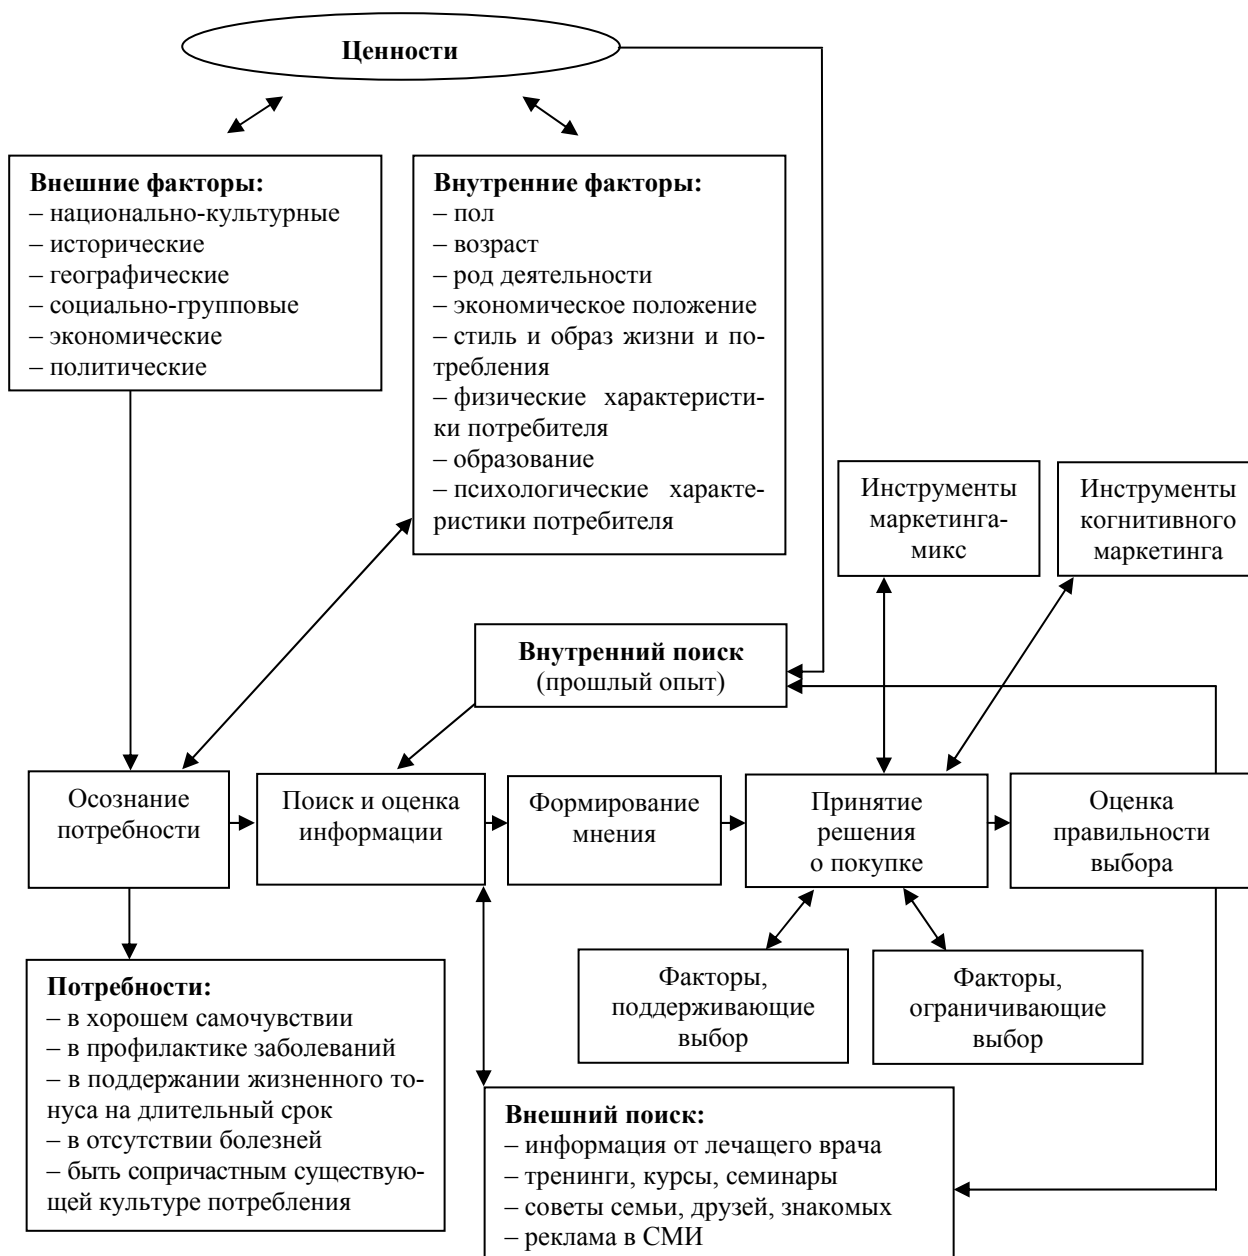 Ценности
Внешние факторы:
– национально-культурные
– исторические
– географические
– социально-групповые
– экономические
– политические
Внутренние факторы:
– пол
– возраст
– род деятельности
– экономическое положение
– стиль и образ жизни и по-
требления
– физические характеристи-
ки потребителя
– образование
– психологические характе-
ристики потребителя
Инструменты
маркетинга-
микс
Инструменты
когнитивного
маркетинга
Внутренний поиск
(прошлый опыт)
Осознание
потребности
Поиск и оценка
информации
Формирование
мнения
Принятие
решения
о покупке
Оценка
правильности
выбора
Потребности:
– в хорошем самочувствии
– в профилактике заболеваний
– в поддержании жизненного то-
нуса на длительный срок
– в отсутствии болезней
– быть сопричастным существую-
щей культуре потребления
Факторы,
поддерживающие
выбор
Факторы,
ограничивающие
выбор
Внешний поиск:
– информация от лечащего врача
– тренинги, курсы, семинары
– советы семьи, друзей, знакомых
– реклама в СМИ